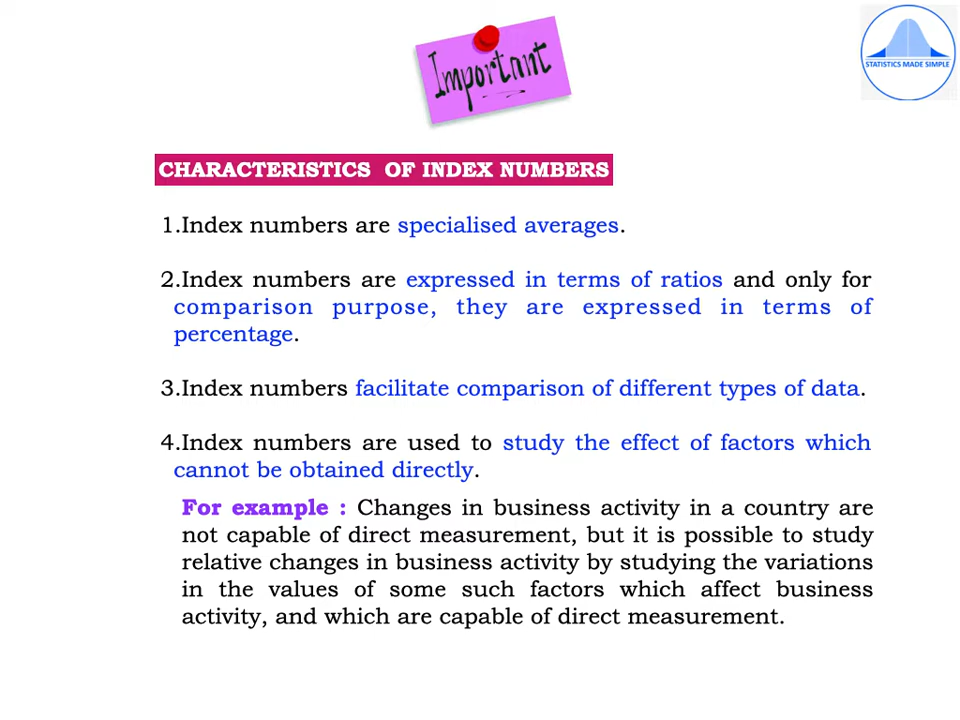 Important
STATISTICS MADE SIMPLE
CHARACTERISTICS OF INDEX NUMBERS
1.Index numbers are specialised averages.
2.Index numbers are expressed in terms of ratios and only for
comparison purpose, they are expressed in terms of
percentage.
3.Index numbers facilitate comparison of different types of data.
4.Index numbers are used to study the effect of factors which
cannot be obtained directly.
For example : Changes in business activity in a country are
not capable of direct measurement, but it is possible to study
relative changes in business activity by studying the variations
in the values of some such factors which affect business
activity, and which are capable of direct measurement.